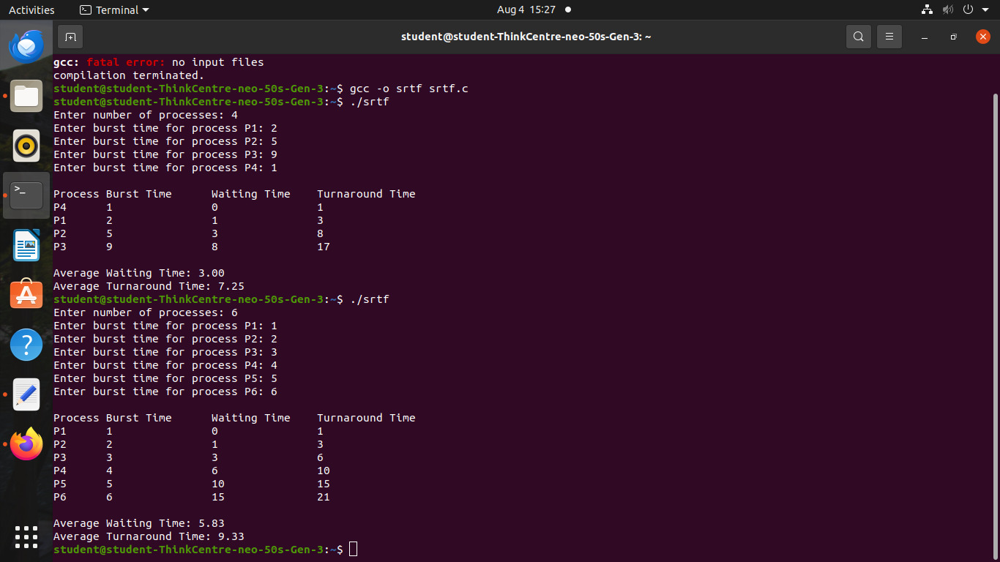 Activities
Terminal
Aug 4 15:27
student@student-ThinkCentre-neo-50s-Gen-3: ~
gcc: fatal error: no input files
compilation terminated.
student@student-ThinkCentre-neo-50s-Gen-3:~$ gcc -o srtf srtf.c
student@student-ThinkCentre-neo-50s-Gen-3:~$ ./srtf
Enter number of processes: 4
Enter burst time for process P1: 2
Enter burst time for process P2: 5
Enter burst time for process P3: 9
Enter burst time for process P4: 1
Process Burst Time Waiting Time Turnaround Time
P4 1 0 1
P1 2 1 3
P2 5 3 8
P3 9 8 17
Average Waiting Time: 3.00
Average Turnaround Time: 7.25
student@student-ThinkCentre-neo-50s-Gen-3:~$ ./srtf
Enter number of processes: 6
Enter burst time for process P1: 1
Enter burst time for process P2: 2
Enter burst time for process P3: 3
Enter burst time for process P4: 4
Enter burst time for process P5: 5
Enter burst time for process P6: 6
Process Burst Time Waiting Time Turnaround Time
P1 1 0 1
P2 2 1 3
P3 3 3 6
P4 4 6 10
P5 5 10 15
P6 6 15 21
Average Waiting Time: 5.83
Average Turnaround Time: 9.33
student@student-ThinkCentre-neo-50s-Gen-3:~$